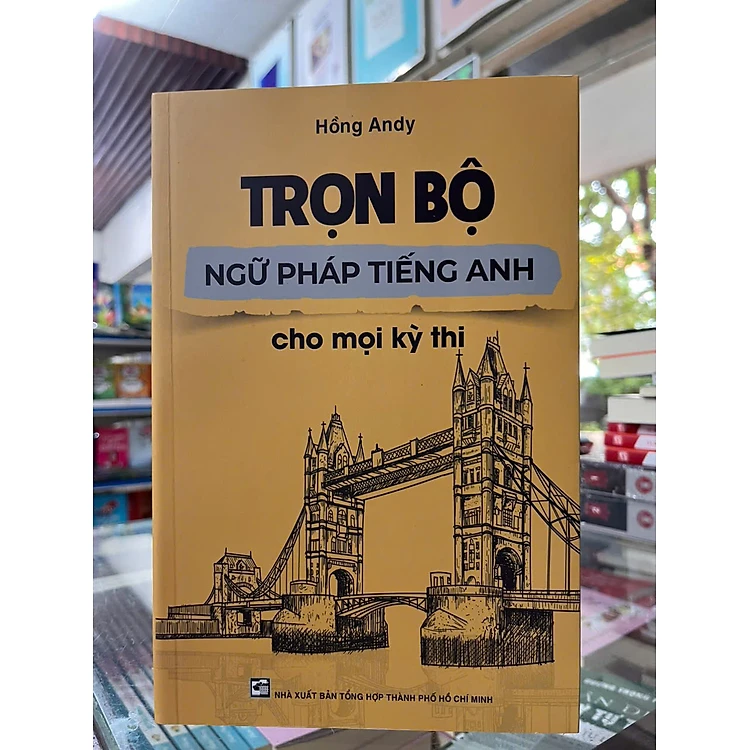 Hồng Andy
TRỌN BỘ
NGỮ PHÁP TIẾNG ANH
cho mọi kỳ thi
NHÀ XUẤT BẢN TỔNG HỢP THÀNH PHỐ HỒ CHÍ MINH